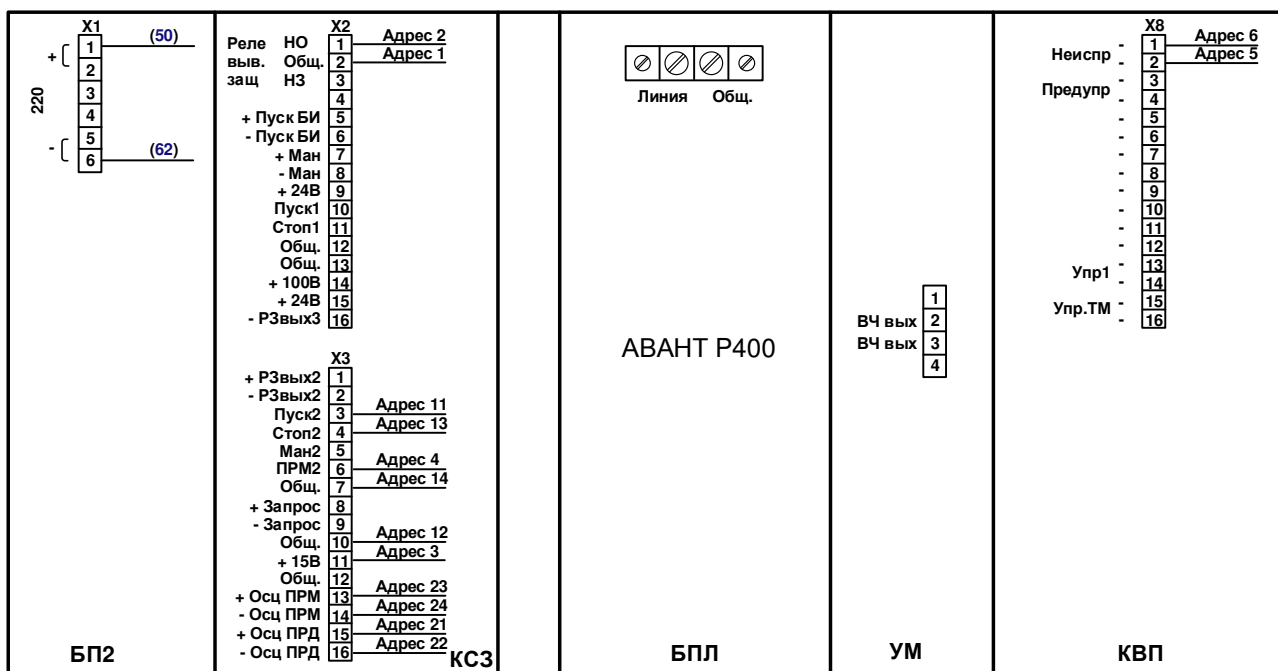 X1
220
+ 1 (50)
2
3
4
- 5
6 (62)
БП2
X2
Реле НО 1 Адрес 2
выв. Общ. 2 Адрес 1
защ НЗ 3
4
+ Пуск БИ 5
- Пуск БИ 6
+ Ман 7
- Ман 8
+ 24В 9
Пуск1 10
Стоп1 11
Общ. 12
Общ. 13
+ 100В 14
+ 24В 15
- РЗвых3 16
X3
+ РЗвых2 1
- РЗвых2 2
Пуск2 3 Адрес 11
Стоп2 4 Адрес 13
Ман2 5
ПРМ2 6 Адрес 4
Общ. 7 Адрес 14
+ Запрос 8
- Запрос 9
Общ. 10 Адрес 12
+ 15В 11 Адрес 3
Общ. 12
+ Осц ПРМ 13 Адрес 23
- Осц ПРМ 14 Адрес 24
+ Осц ПРД 15 Адрес 21
- Осц ПРД 16 Адрес 22
КСЗ
Линия Общ.
АВАНТ Р400
БПЛ
1
ВЧ вых 2
ВЧ вых 3
4
УМ
X8
Неиспр - 1 Адрес 6
- 2 Адрес 5
Предупр - 3
- 4
- 5
- 6
- 7
- 8
- 9
- 10
- 11
- 12
Упр1 - 13
- 14
Упр.ТМ - 15
- 16
КВП